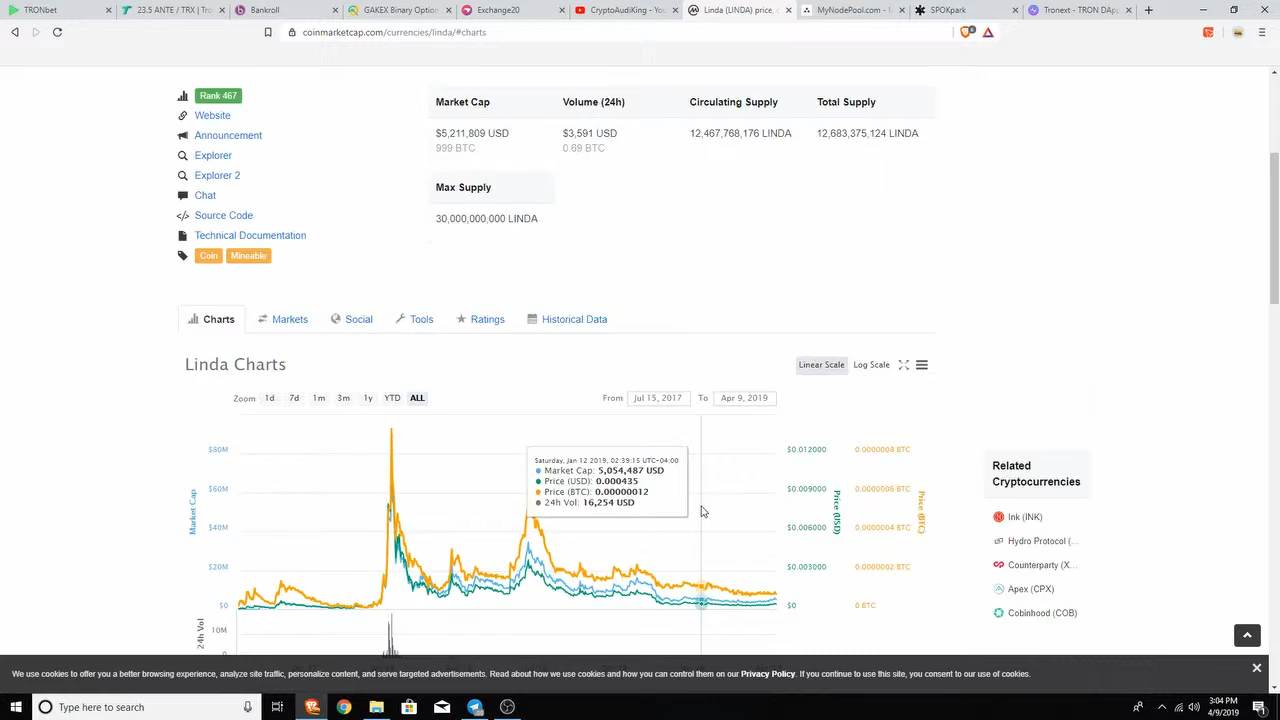 TRONbet
23.5 ANTE / TRX | Tro
Bankroll
GAKEX Binary Optio
Exchange20
CryptoAudiKing - You
Linda (LINDA) price, c
MyNodePool.com -
SPOKpark
Tronext - TRON DAp
coinmarketcap.com/currencies/linda/#charts
Rank 467
Website
Announcement
Explorer
Explorer 2
Chat
Source Code
Technical Documentation
Coin Mineable
Market Cap Volume (24h) Circulating Supply Total Supply
$5,211,809 USD $3,591 USD 12,467,768,176 LINDA 12,683,375,124 LINDA
999 BTC 0.69 BTC
Max Supply
30,000,000,000 LINDA
Charts Markets Social Tools Ratings Historical Data
Linda Charts
Linear Scale Log Scale
Zoom 1d 7d 1m 3m 1y YTD ALL
From Jul 15, 2017 To Apr 9, 2019
$80M
$60M
$40M
$20M
$0
Market Cap
Saturday, Jan 12 2019, 02:39:15 UTC-04:00
Market Cap: 5,054,487 USD
Price (USD): 0.000435
Price (BTC): 0.00000012
24h Vol: 16,254 USD
$0.012000 0.0000008 BTC
$0.009000 0.0000006 BTC
$0.006000 0.0000004 BTC
$0.003000 0.0000002 BTC
$0 0 BTC
Price (USD)
Price (BTC)
24h Vol
10M
Related
Cryptocurrencies
Ink (INK)
Hydro Protocol (...
Counterparty (X...
Apex (CPX)
Cobinhood (COB)
We use cookies to offer you a better browsing experience, analyze site traffic, personalize content, and serve targeted advertisements. Read about how we use cookies and how you can control them on our Privacy Policy. If you continue to use this site, you consent to our use of cookies.
Type here to search
3:04 PM
4/9/2019